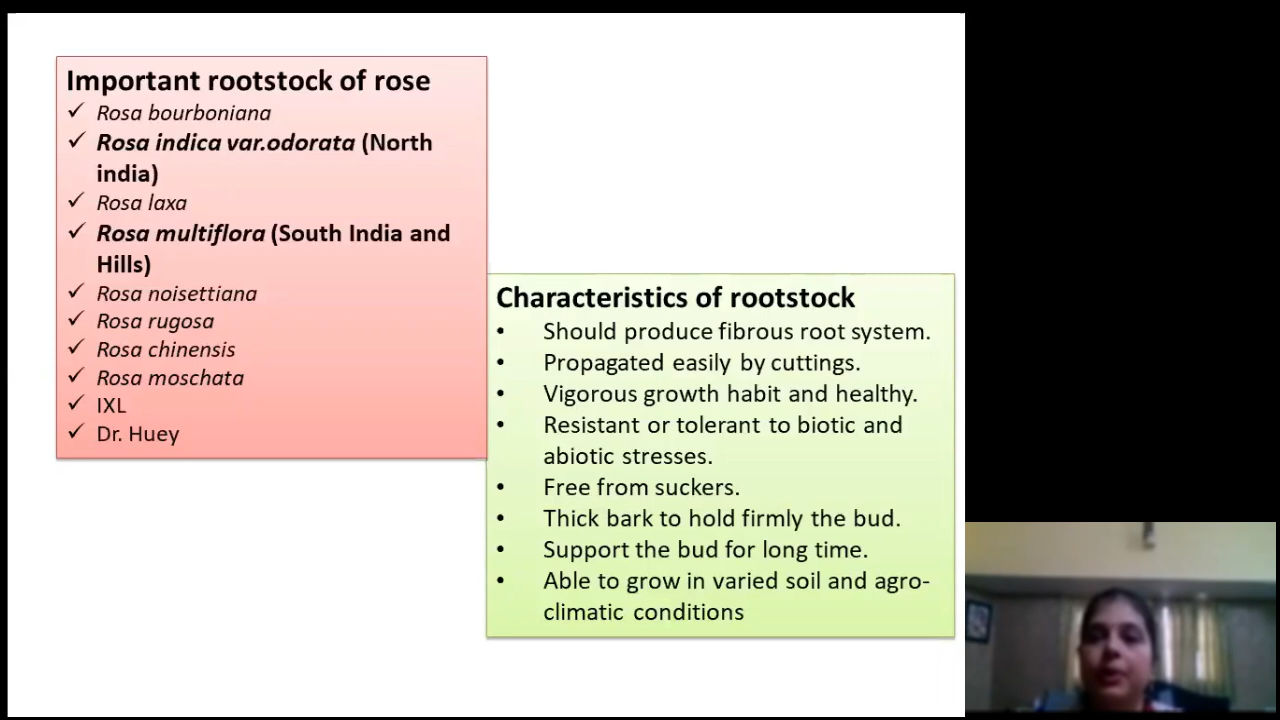 Important rootstock of rose
✓ Rosa bourboniana
✓ Rosa indica var.odorata (North
india)
✓ Rosa laxa
✓ Rosa multiflora (South India and
Hills)
✓ Rosa noisettiana
✓ Rosa rugosa
✓ Rosa chinensis
✓ Rosa moschata
✓ IXL
✓ Dr. Huey
Characteristics of rootstock
• Should produce fibrous root system.
• Propagated easily by cuttings.
• Vigorous growth habit and healthy.
• Resistant or tolerant to biotic and
abiotic stresses.
• Free from suckers.
• Thick bark to hold firmly the bud.
• Support the bud for long time.
• Able to grow in varied soil and agro-
climatic conditions